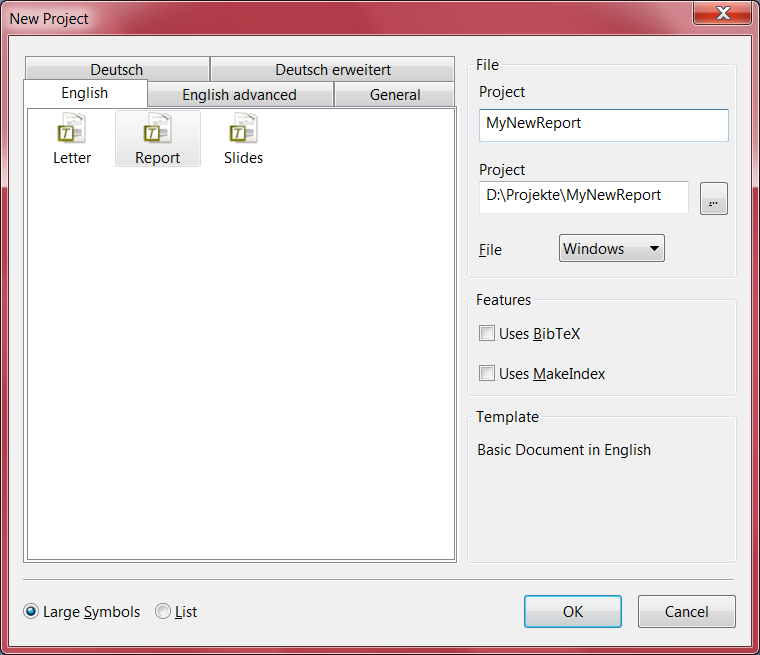 New Project
Deutsch
Deutsch erweitert
English
English advanced
General
Letter
Report
Slides
File
Project
MyNewReport
Project
D:\Projekte\MyNewReport
...
File
Windows
Features
Uses BibTeX
Uses MakeIndex
Template
Basic Document in English
Large Symbols
List
OK
Cancel